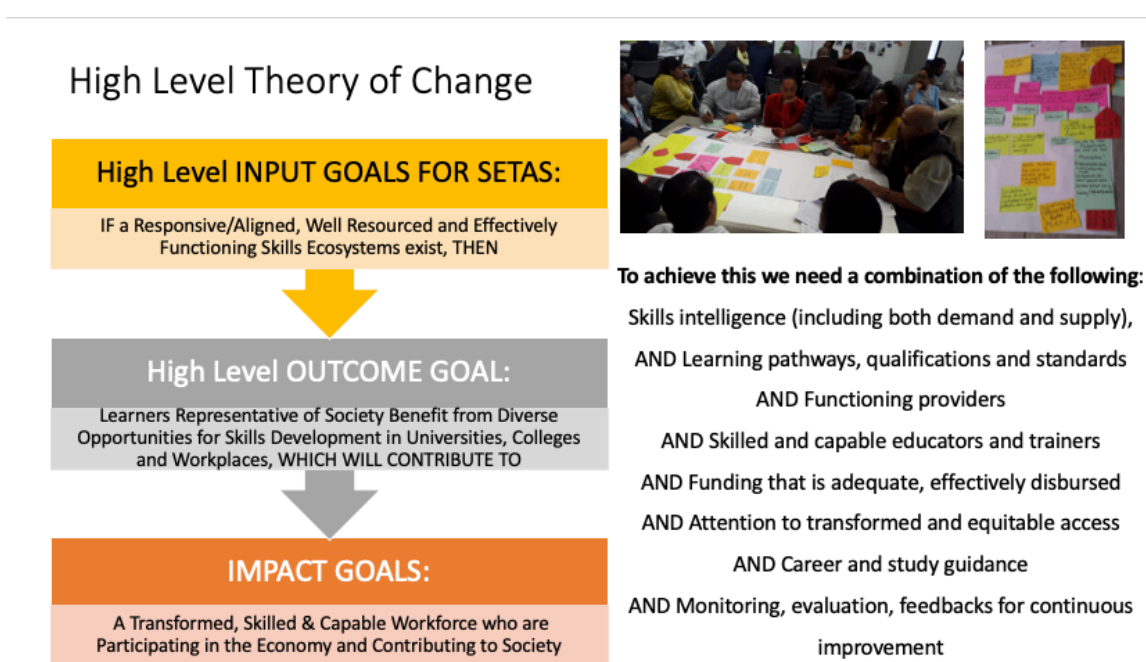 High Level Theory of Change
High Level INPUT GOALS FOR SETAS:
IF a Responsive/Aligned, Well Resourced and Effectively
Functioning Skills Ecosystems exist, THEN
High Level OUTCOME GOAL:
Learners Representative of Society Benefit from Diverse
Opportunities for Skills Development in Universities, Colleges
and Workplaces, WHICH WILL CONTRIBUTE TO
IMPACT GOALS:
A Transformed, Skilled & Capable Workforce who are
Participating in the Economy and Contributing to Society
To achieve this we need a combination of the following:
Skills intelligence (including both demand and supply),
AND Learning pathways, qualifications and standards
AND Functioning providers
AND Skilled and capable educators and trainers
AND Funding that is adequate, effectively disbursed
AND Attention to transformed and equitable access
AND Career and study guidance
AND Monitoring, evaluation, feedbacks for continuous
improvement